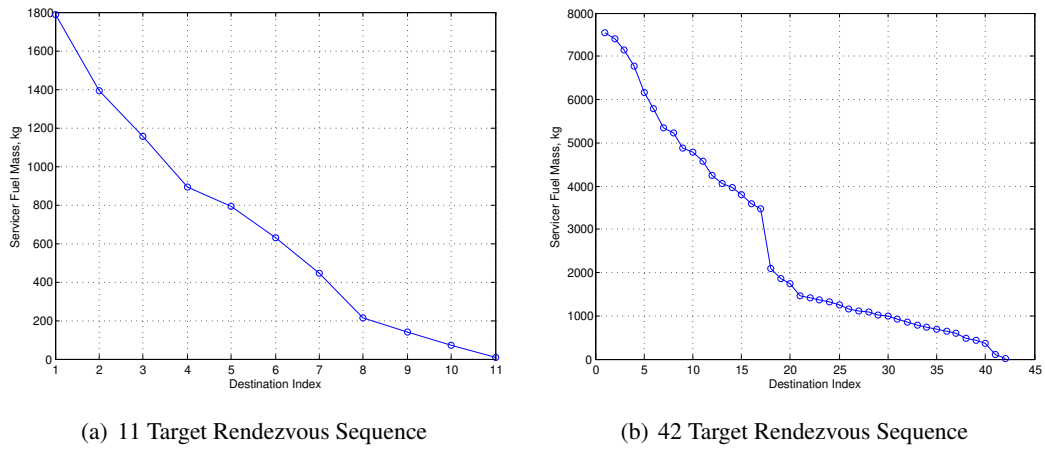 1800
1600
1400
1200
1000
800
600
400
200
0
Servicer Fuel Mass, kg
1 2 3 4 5 6 7 8 9 10 11
Destination Index
(a) 11 Target Rendezvous Sequence
8000
7000
6000
5000
4000
3000
2000
1000
0
Servicer Fuel Mass, kg
0 5 10 15 20 25 30 35 40 45
Destination Index
(b) 42 Target Rendezvous Sequence